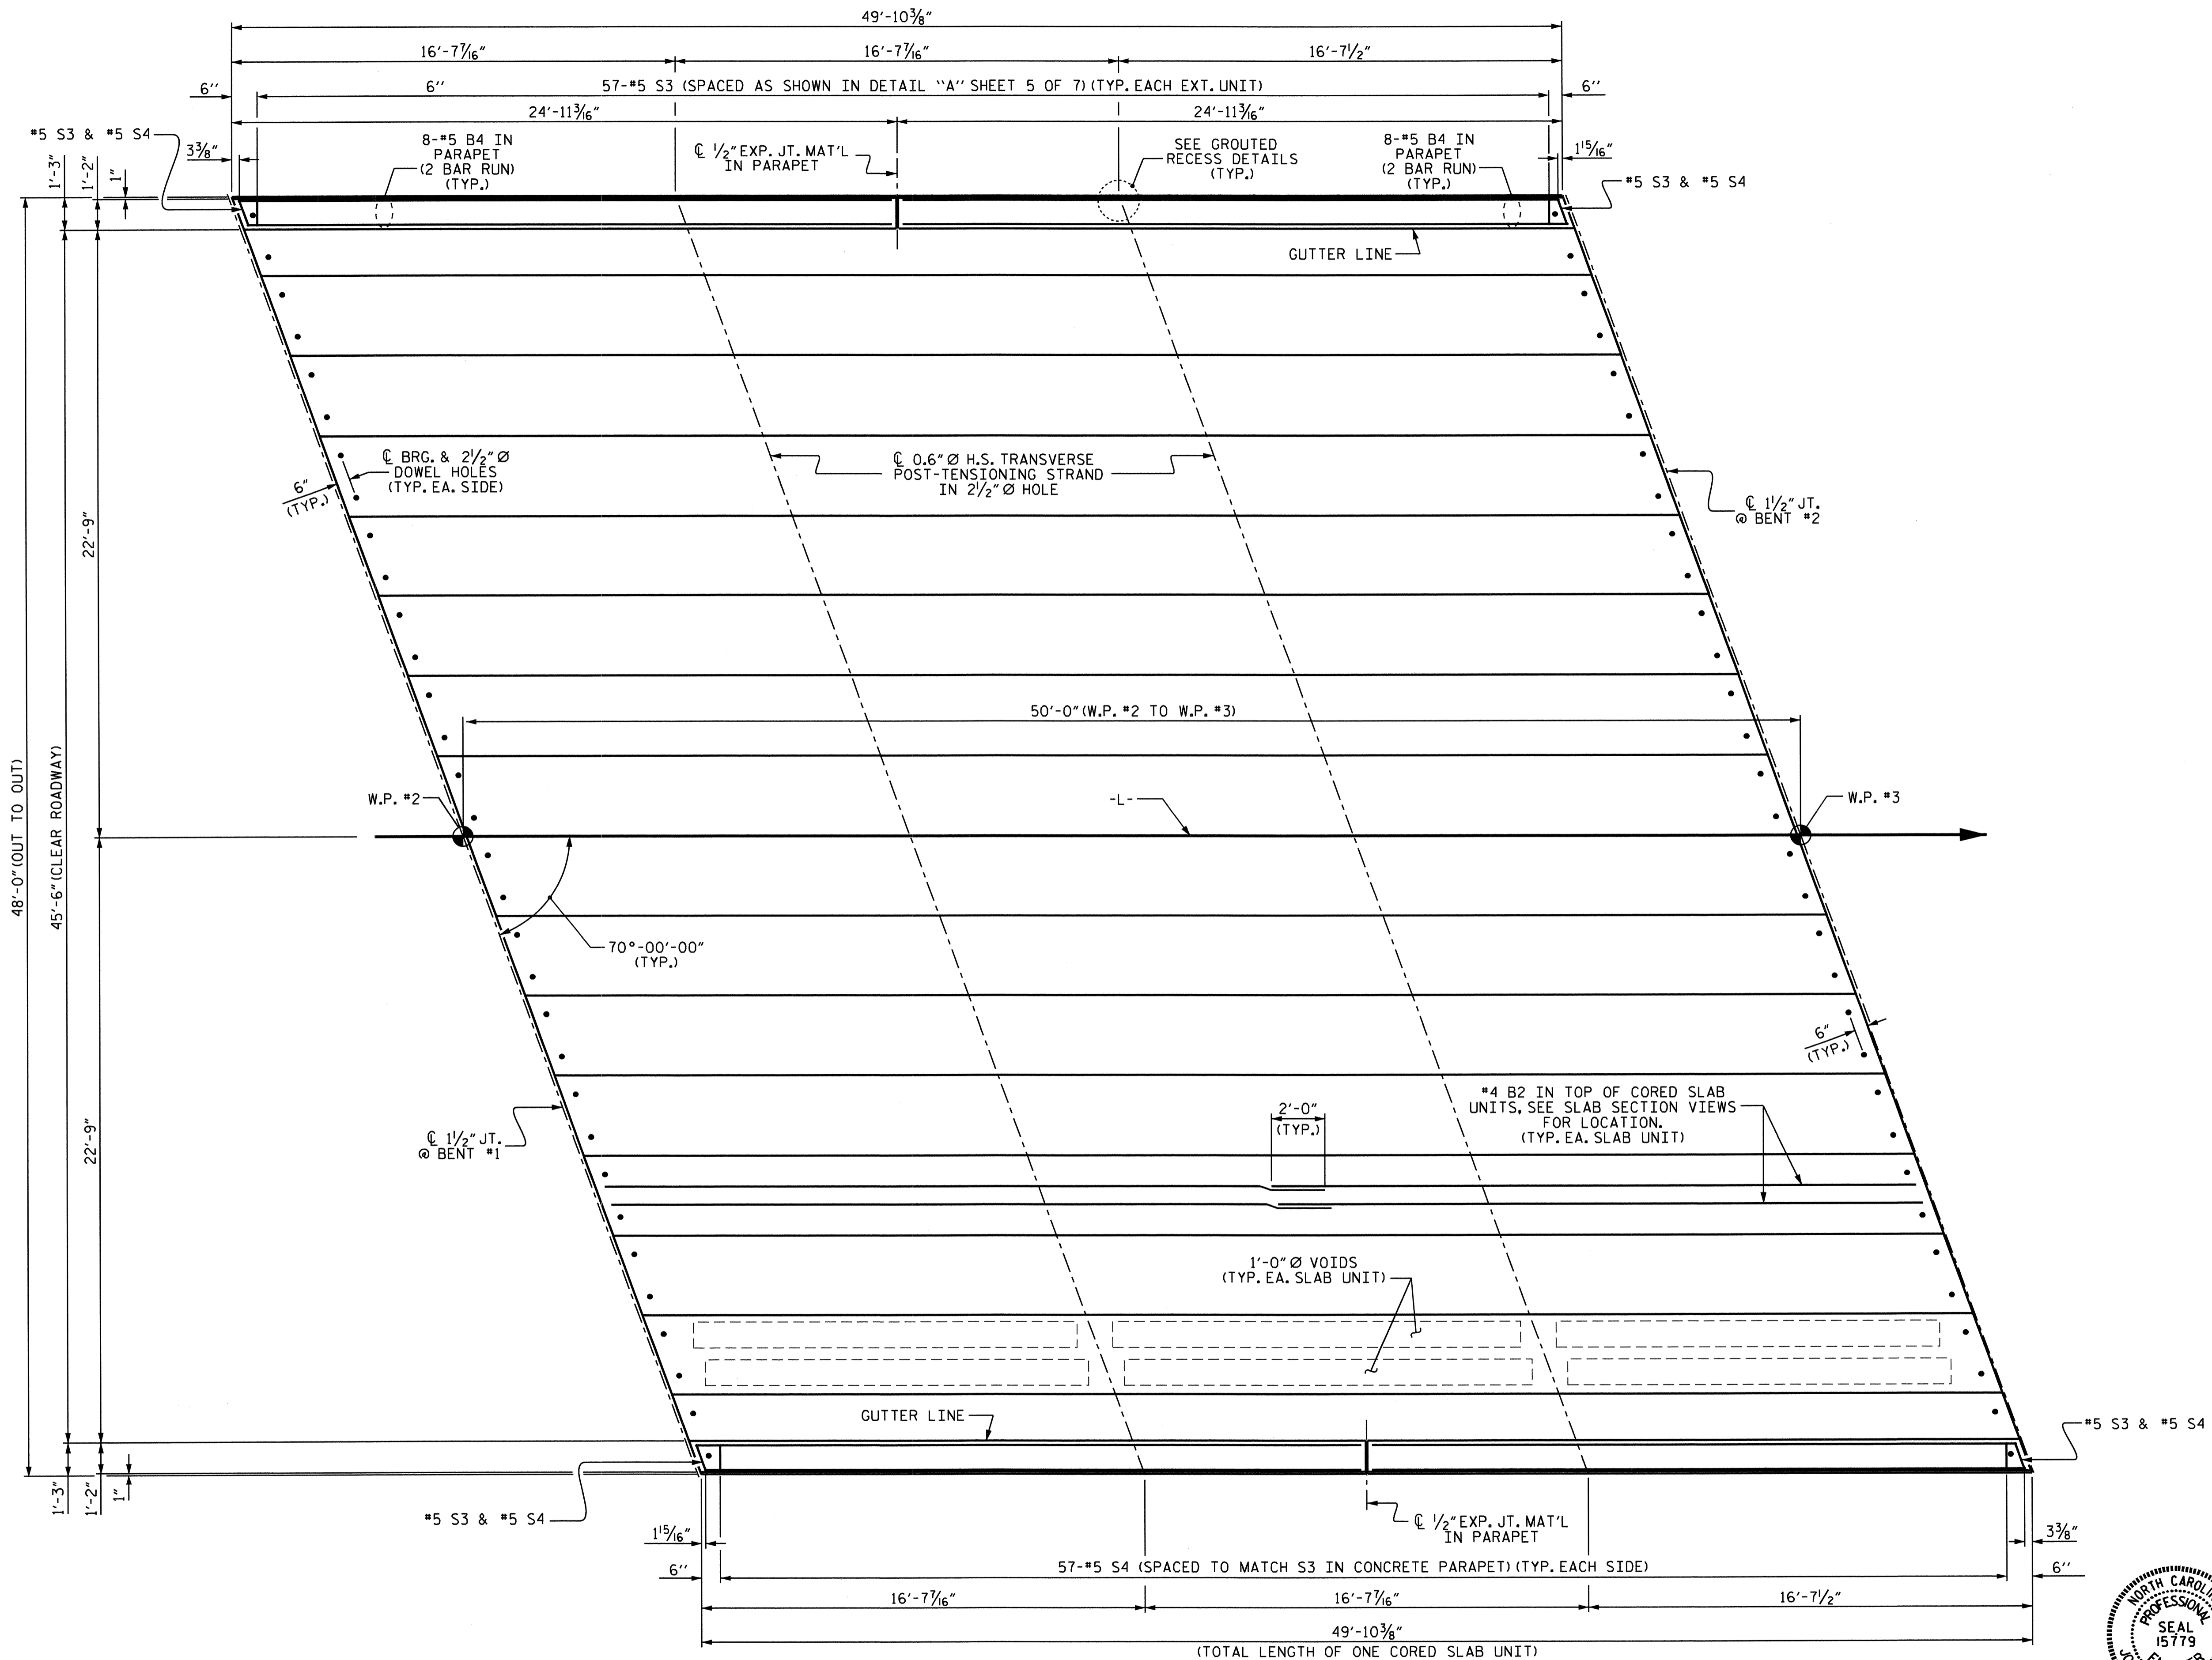 49'-10⅜"
16'-7⁷⁄₁₆"
16'-7⁷⁄₁₆"
16'-7½"
6''
6''
57-#5 S3 (SPACED AS SHOWN IN DETAIL "A" SHEET 5 OF 7)(TYP. EACH EXT. UNIT)
6''
24'-11³⁄₁₆"
24'-11³⁄₁₆"
#5 S3 & #5 S4
3⅜"
8-#5 B4 IN
PARAPET
(2 BAR RUN)
(TYP.)
℄ ½" EXP. JT. MAT'L
IN PARAPET
SEE GROUTED
RECESS DETAILS
(TYP.)
8-#5 B4 IN
PARAPET
(2 BAR RUN)
(TYP.)
1¹⁵⁄₁₆"
#5 S3 & #5 S4
1'-3"
1'-2"
1"
GUTTER LINE
℄ BRG. & 2½" Ø
DOWEL HOLES
(TYP. EA. SIDE)
6"
(TYP.)
℄ 0.6" Ø H.S. TRANSVERSE
POST-TENSIONING STRAND
IN 2½" Ø HOLE
℄ 1½" JT.
@ BENT #2
22'-9"
48'-0" (OUT TO OUT)
45'-6" (CLEAR ROADWAY)
50'-0" (W.P. #2 TO W.P. #3)
W.P. #2
-L-
W.P. #3
70°-00'-00"
(TYP.)
6"
(TYP.)
22'-9"
℄ 1½" JT.
@ BENT #1
2'-0"
(TYP.)
#4 B2 IN TOP OF CORED SLAB
UNITS, SEE SLAB SECTION VIEWS
FOR LOCATION.
(TYP. EA. SLAB UNIT)
1'-0" Ø VOIDS
(TYP. EA. SLAB UNIT)
GUTTER LINE
#5 S3 & #5 S4
1'-3"
1'-2"
1"
#5 S3 & #5 S4
1¹⁵⁄₁₆"
℄ ½" EXP. JT. MAT'L
IN PARAPET
3⅜"
6''
57-#5 S4 (SPACED TO MATCH S3 IN CONCRETE PARAPET)(TYP. EACH SIDE)
6''
16'-7⁷⁄₁₆"
16'-7⁷⁄₁₆"
16'-7½"
49'-10⅜"
(TOTAL LENGTH OF ONE CORED SLAB UNIT)
NORTH CAROLIN
PROFESSIONAL
SEAL
15779